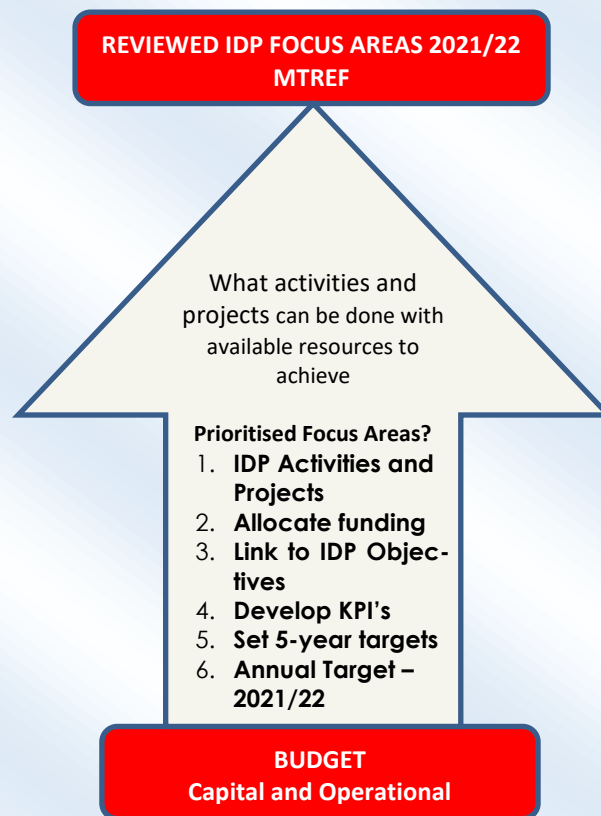 REVIEWED IDP FOCUS AREAS 2021/22
MTREF
What activities and
projects can be done with
available resources to
achieve
Prioritised Focus Areas?
1. IDP Activities and
Projects
2. Allocate funding
3. Link to IDP Objec-
tives
4. Develop KPI's
5. Set 5-year targets
6. Annual Target –
2021/22
BUDGET
Capital and Operational